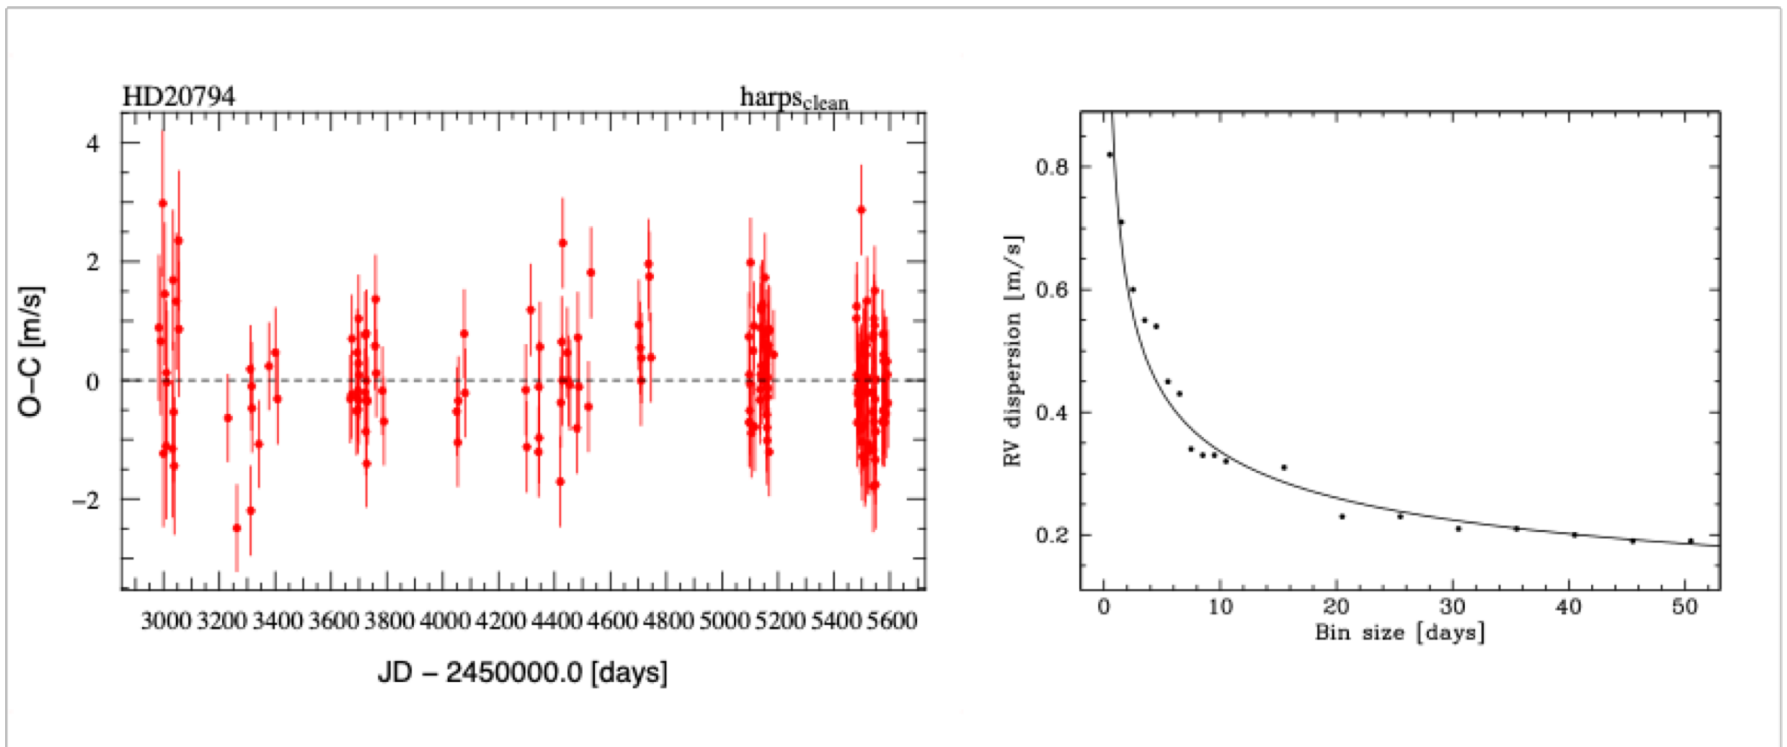 HD20794 harps_clean
4
2
0
−2
O−C [m/s]
3000 3200 3400 3600 3800 4000 4200 4400 4600 4800 5000 5200 5400 5600
JD − 2450000.0 [days]
0.8
0.6
0.4
0.2
RV dispersion [m/s]
0 10 20 30 40 50
Bin size [days]